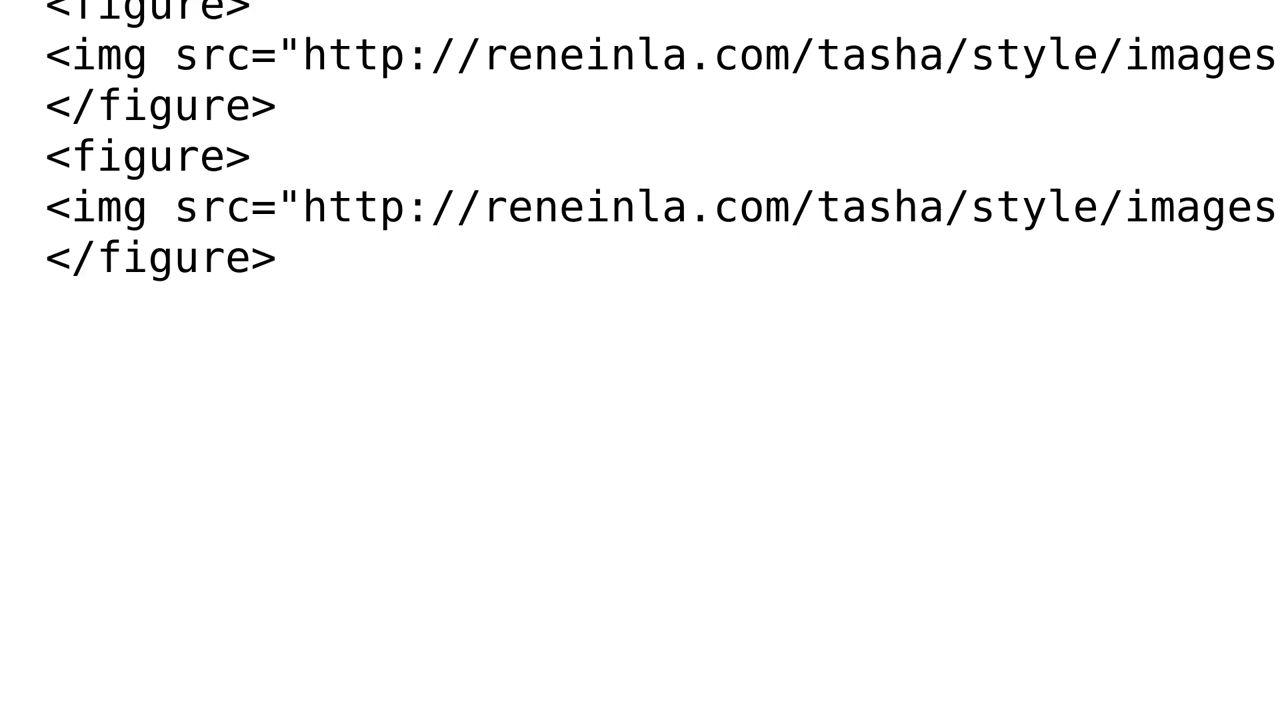 <figure>
<img src="http://reneinla.com/tasha/style/images
</figure>
<figure>
<img src="http://reneinla.com/tasha/style/images
</figure>